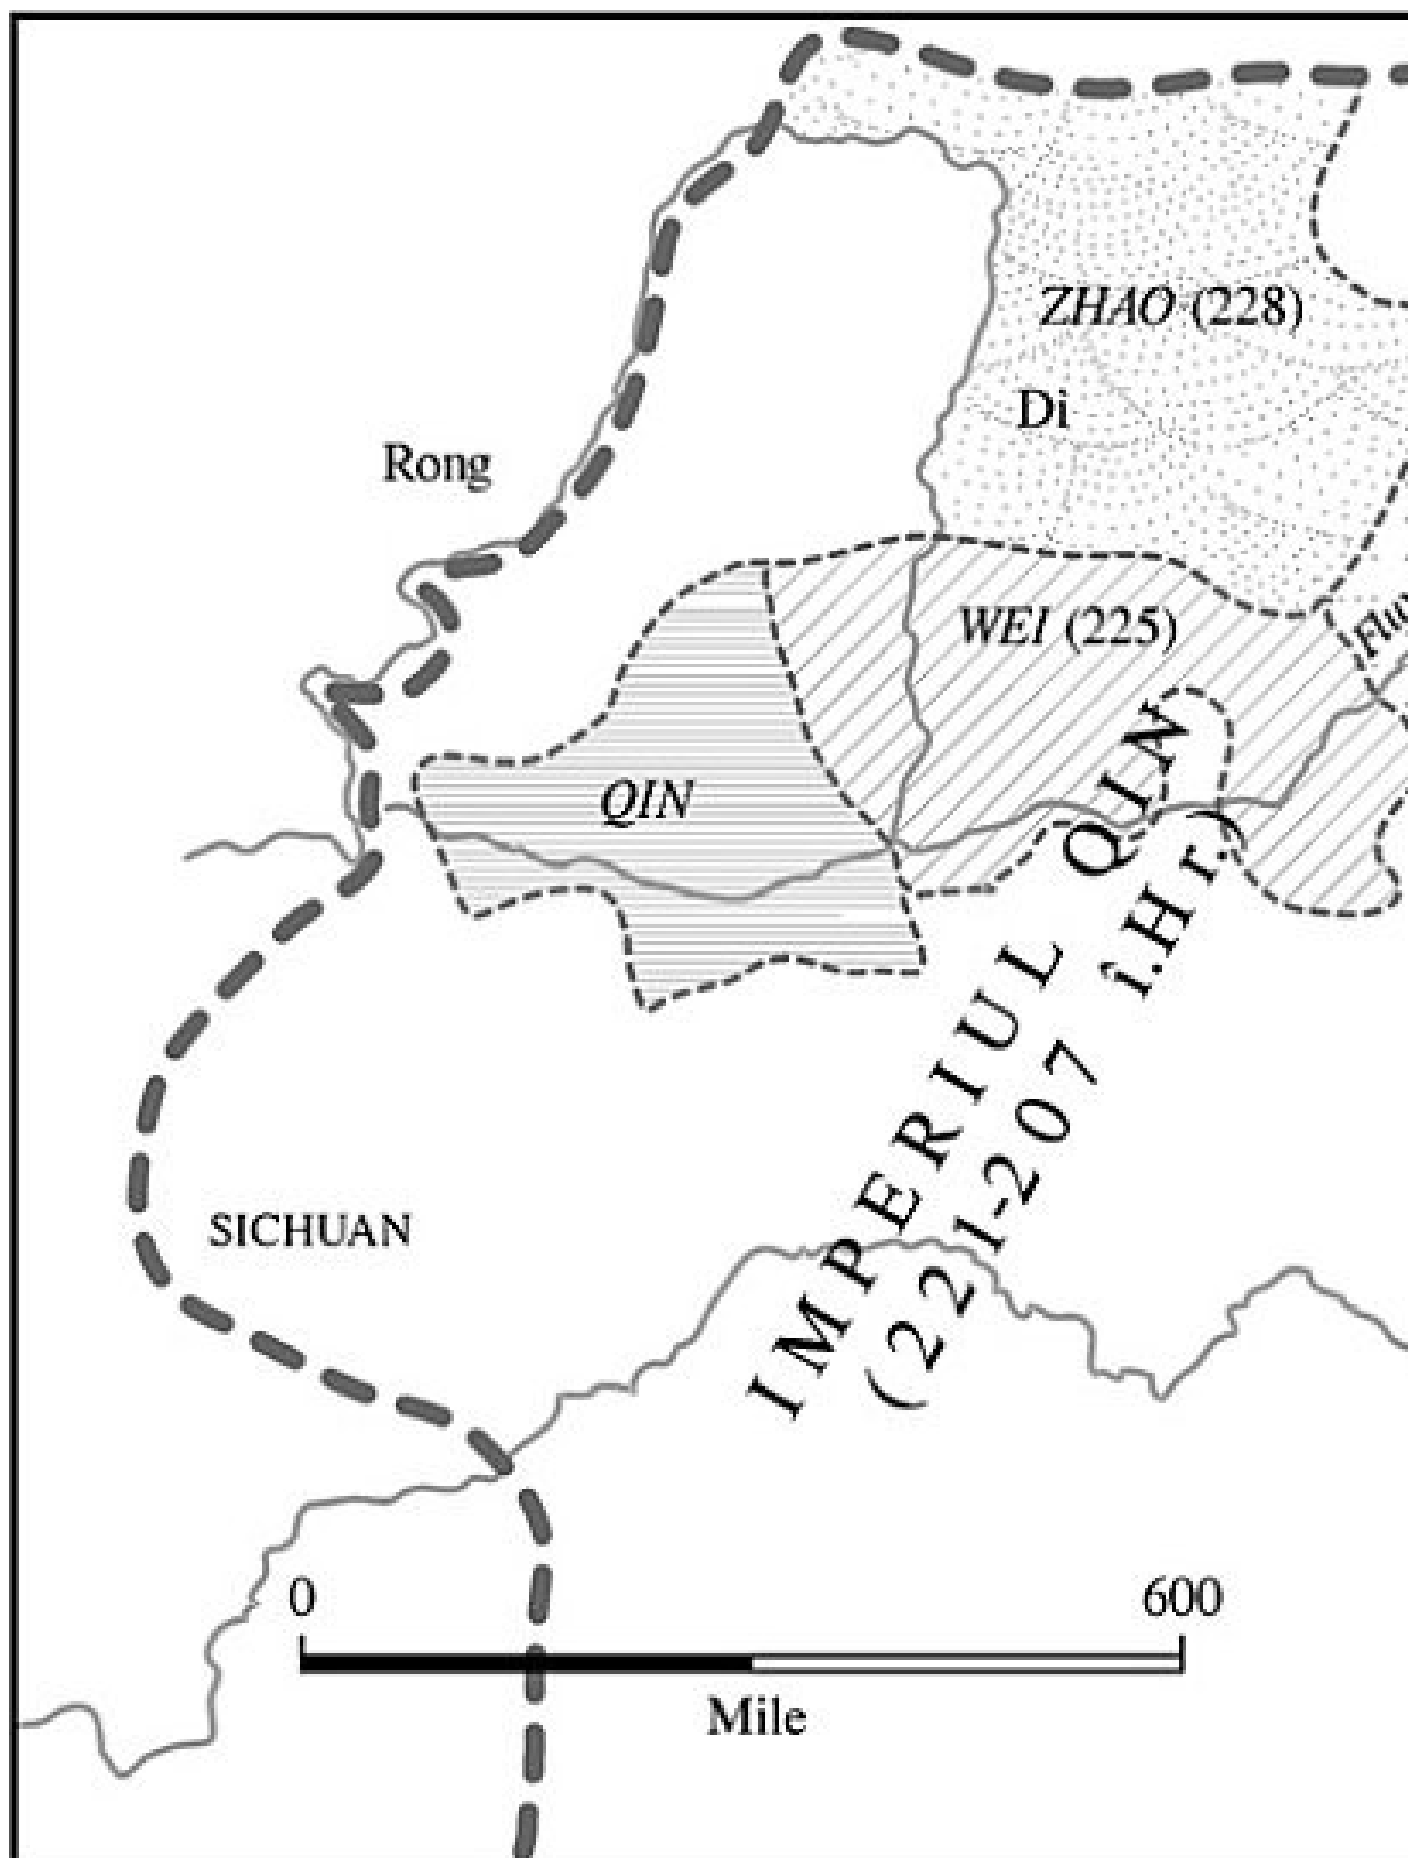 ZHAO (228)
Di
Rong
WEI (225)
QIN
IMPERIUL QIN
(221-207 î.Hr.)
SICHUAN
0
600
Mile